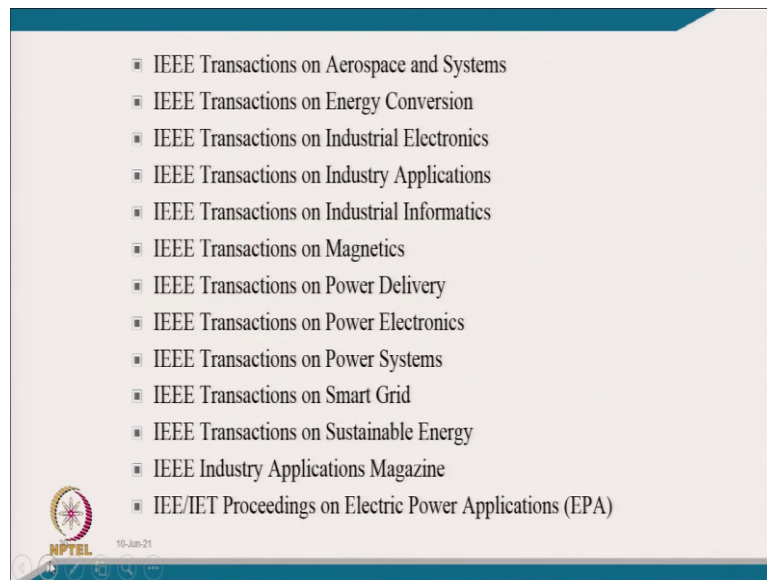 IEEE Transactions on Aerospace and Systems
IEEE Transactions on Energy Conversion
IEEE Transactions on Industrial Electronics
IEEE Transactions on Industry Applications
IEEE Transactions on Industrial Informatics
IEEE Transactions on Magnetics
IEEE Transactions on Power Delivery
IEEE Transactions on Power Electronics
IEEE Transactions on Power Systems
IEEE Transactions on Smart Grid
IEEE Transactions on Sustainable Energy
IEEE Industry Applications Magazine
IEE/IET Proceedings on Electric Power Applications (EPA)
NPTEL
10-Jun-21